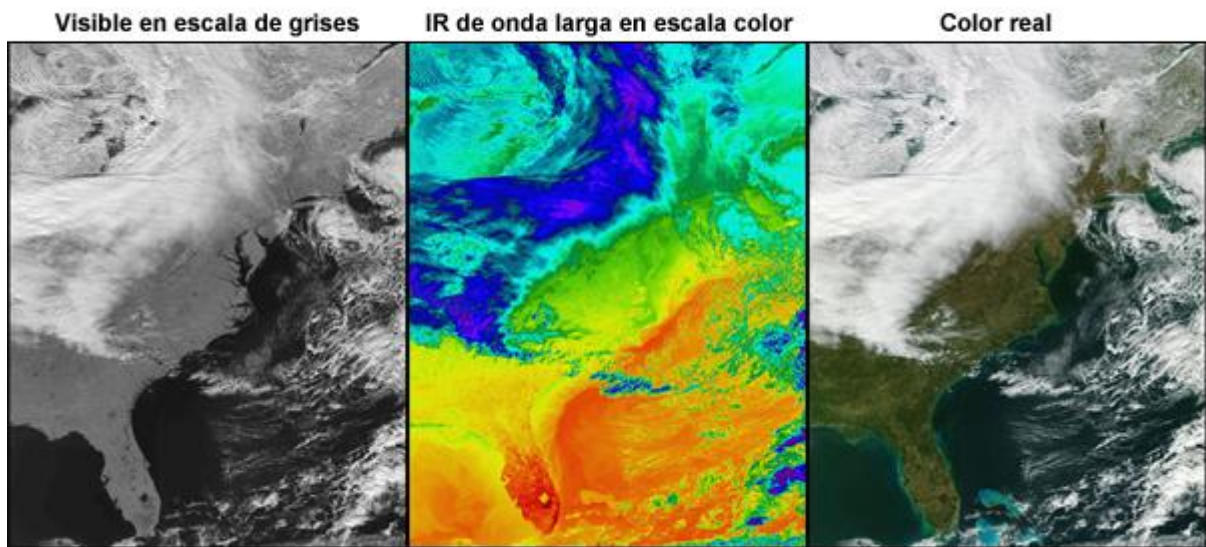 Visible en escala de grises
IR de onda larga en escala color
Color real